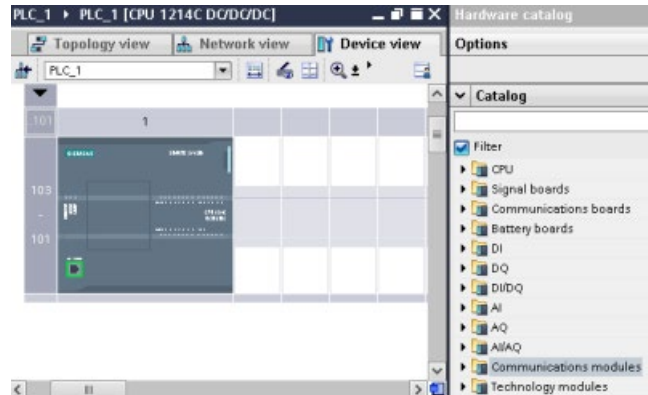 PLC_1 ▸ PLC_1 [CPU 1214C DC/DC/DC]
Topology view
Network view
Device view
PLC_1
101
1
103
-
101
SIEMENS
Hardware catalog
Options
Catalog
Filter
CPU
Signal boards
Communications boards
Battery boards
DI
DQ
DI/DQ
AI
AQ
AI/AQ
Communications modules
Technology modules